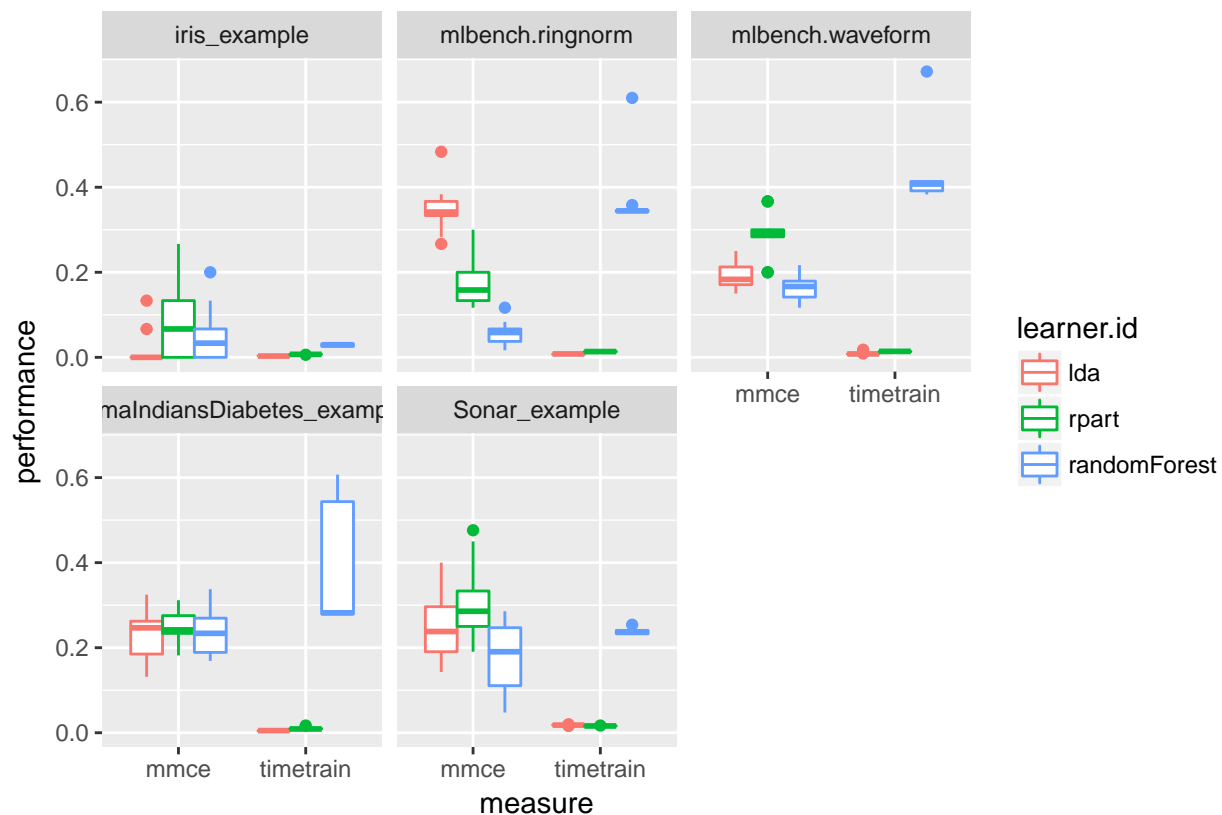 iris_example
mlbench.ringnorm
mlbench.waveform
0.6
0.4
0.2
0.0
mmce
timetrain
maIndiansDiabetes_examp
Sonar_example
0.6
0.4
0.2
0.0
mmce
timetrain
mmce
timetrain
measure
performance
learner.id
lda
rpart
randomForest